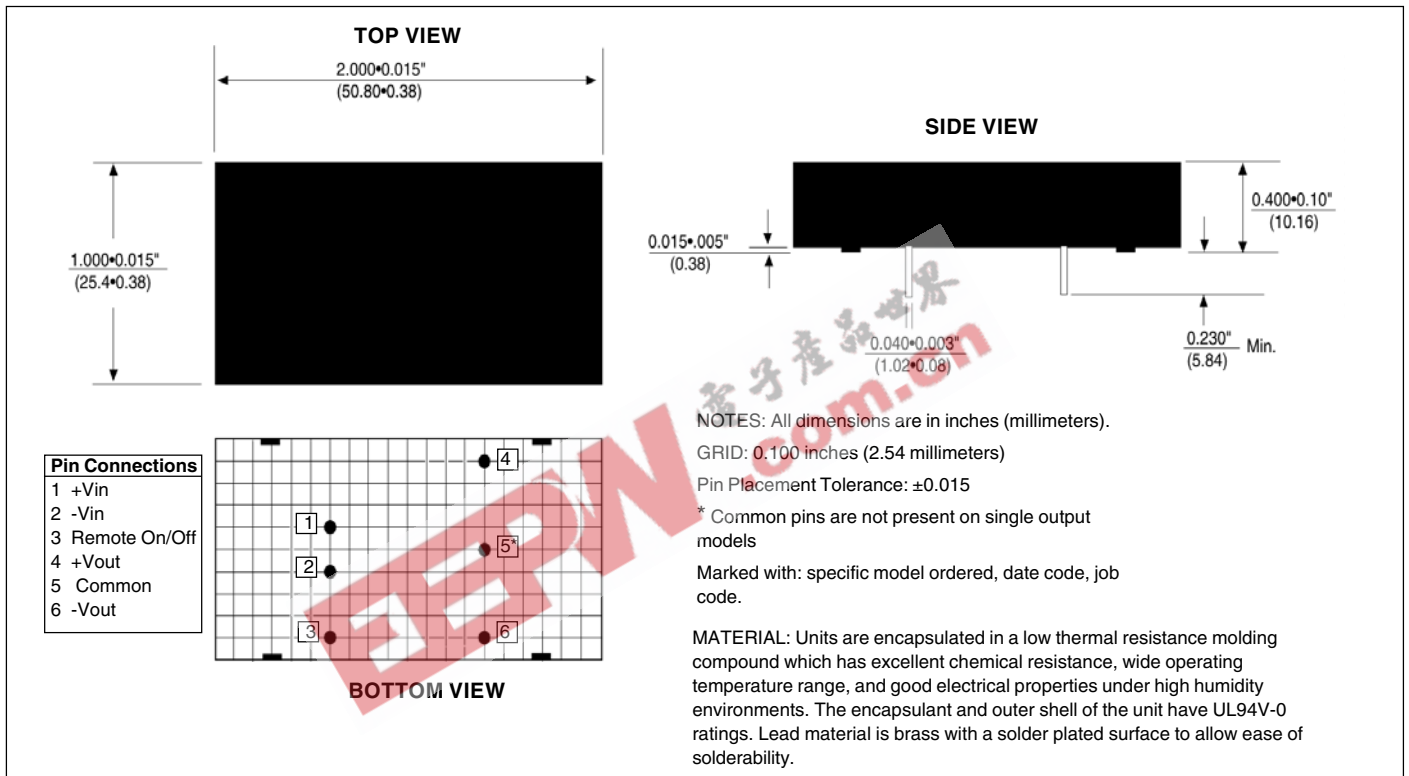 TOP VIEW
2.000•0.015"
(50.80•0.38)
1.000•0.015"
(25.4•0.38)
SIDE VIEW
0.400•0.10"
(10.16)
0.015•.005"
(0.38)
0.040•0.003"
(1.02•0.08)
0.230" Min.
(5.84)
Pin Connections
1 +Vin
2 -Vin
3 Remote On/Off
4 +Vout
5 Common
6 -Vout
4
1
5*
2
3
6
BOTTOM VIEW
NOTES: All dimensions are in inches (millimeters).
GRID: 0.100 inches (2.54 millimeters)
Pin Placement Tolerance: ±0.015
* Common pins are not present on single output
models
Marked with: specific model ordered, date code, job
code.
MATERIAL: Units are encapsulated in a low thermal resistance molding
compound which has excellent chemical resistance, wide operating
temperature range, and good electrical properties under high humidity
environments. The encapsulant and outer shell of the unit have UL94V-0
ratings. Lead material is brass with a solder plated surface to allow ease of
solderability.
EEPW
電子產品世界
.com.cn